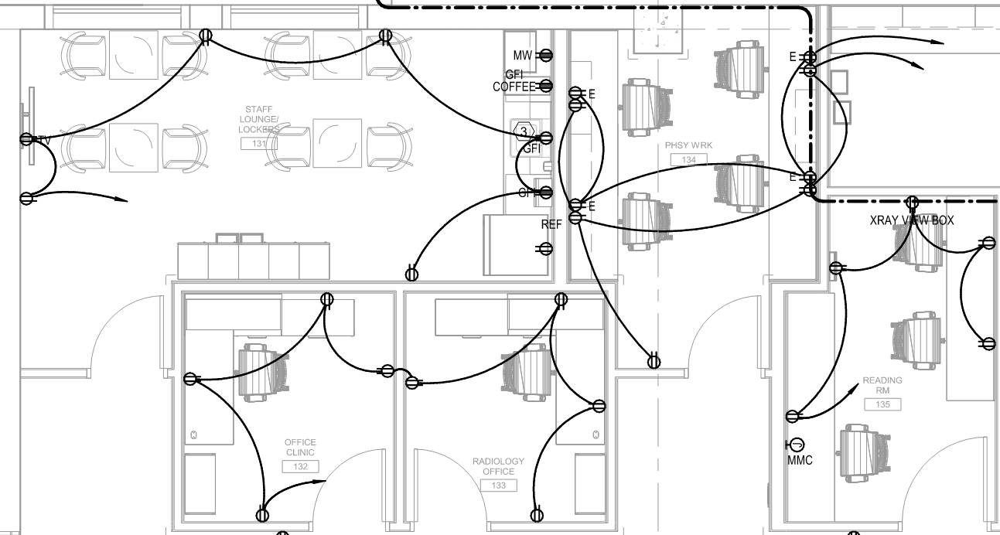 MW
GFI
COFFEE
E
E
STAFF
LOUNGE/
LOCKERS
131
TV
3
GFI
PHSY WRK
134
GFI
E
E
REF
XRAY VIEW BOX
READING
RM
135
OFFICE
CLINIC
132
RADIOLOGY
OFFICE
133
J
MMC